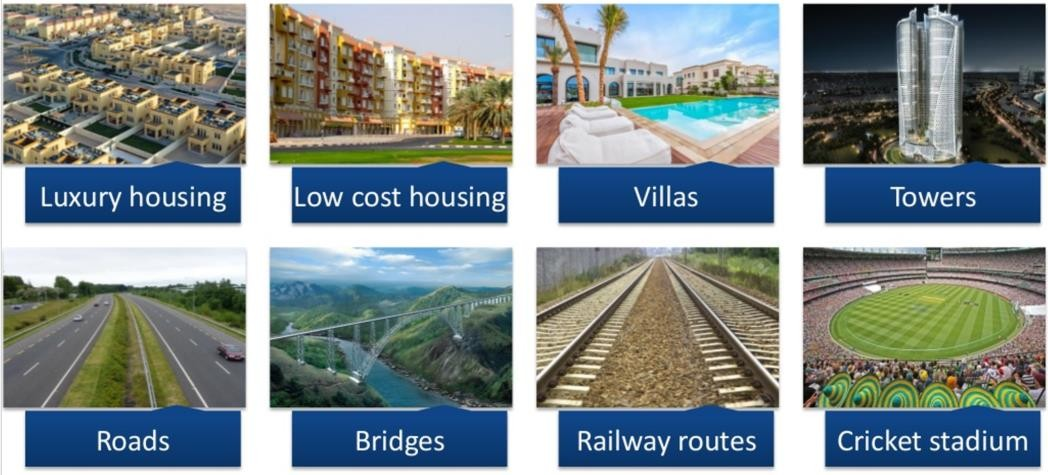 Luxury housing
Low cost housing
Villas
Towers
Roads
Bridges
Railway routes
Cricket stadium